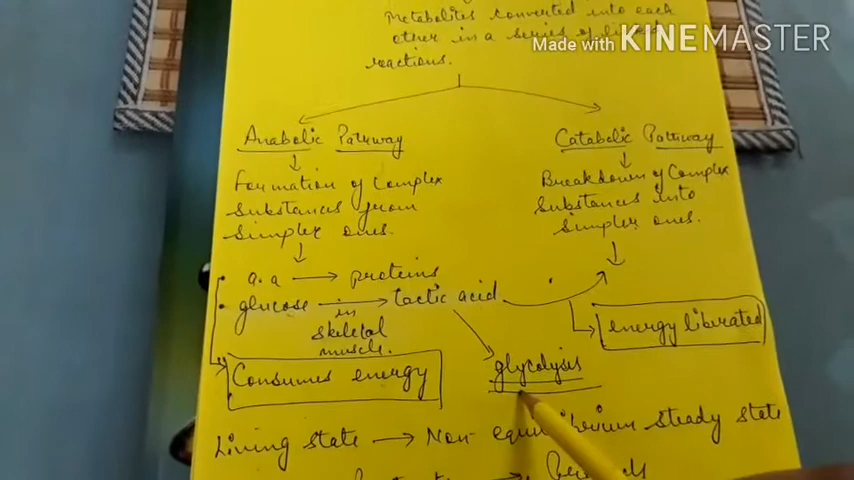 Metabolites converted into each
other in a series of
reactions.
Made with KINEMASTER
Anabolic Pathway
Catabolic Pathway
Formation of Complex
Substances from
Simplex ones.
Breakdown of Complex
Substances into
Simplex ones.
a.a → proteins
glucose → lactic acid
in
skeletal
muscle.
energy liberated
glycolysis
Consumes energy
Living state → Non-equilibrium steady state